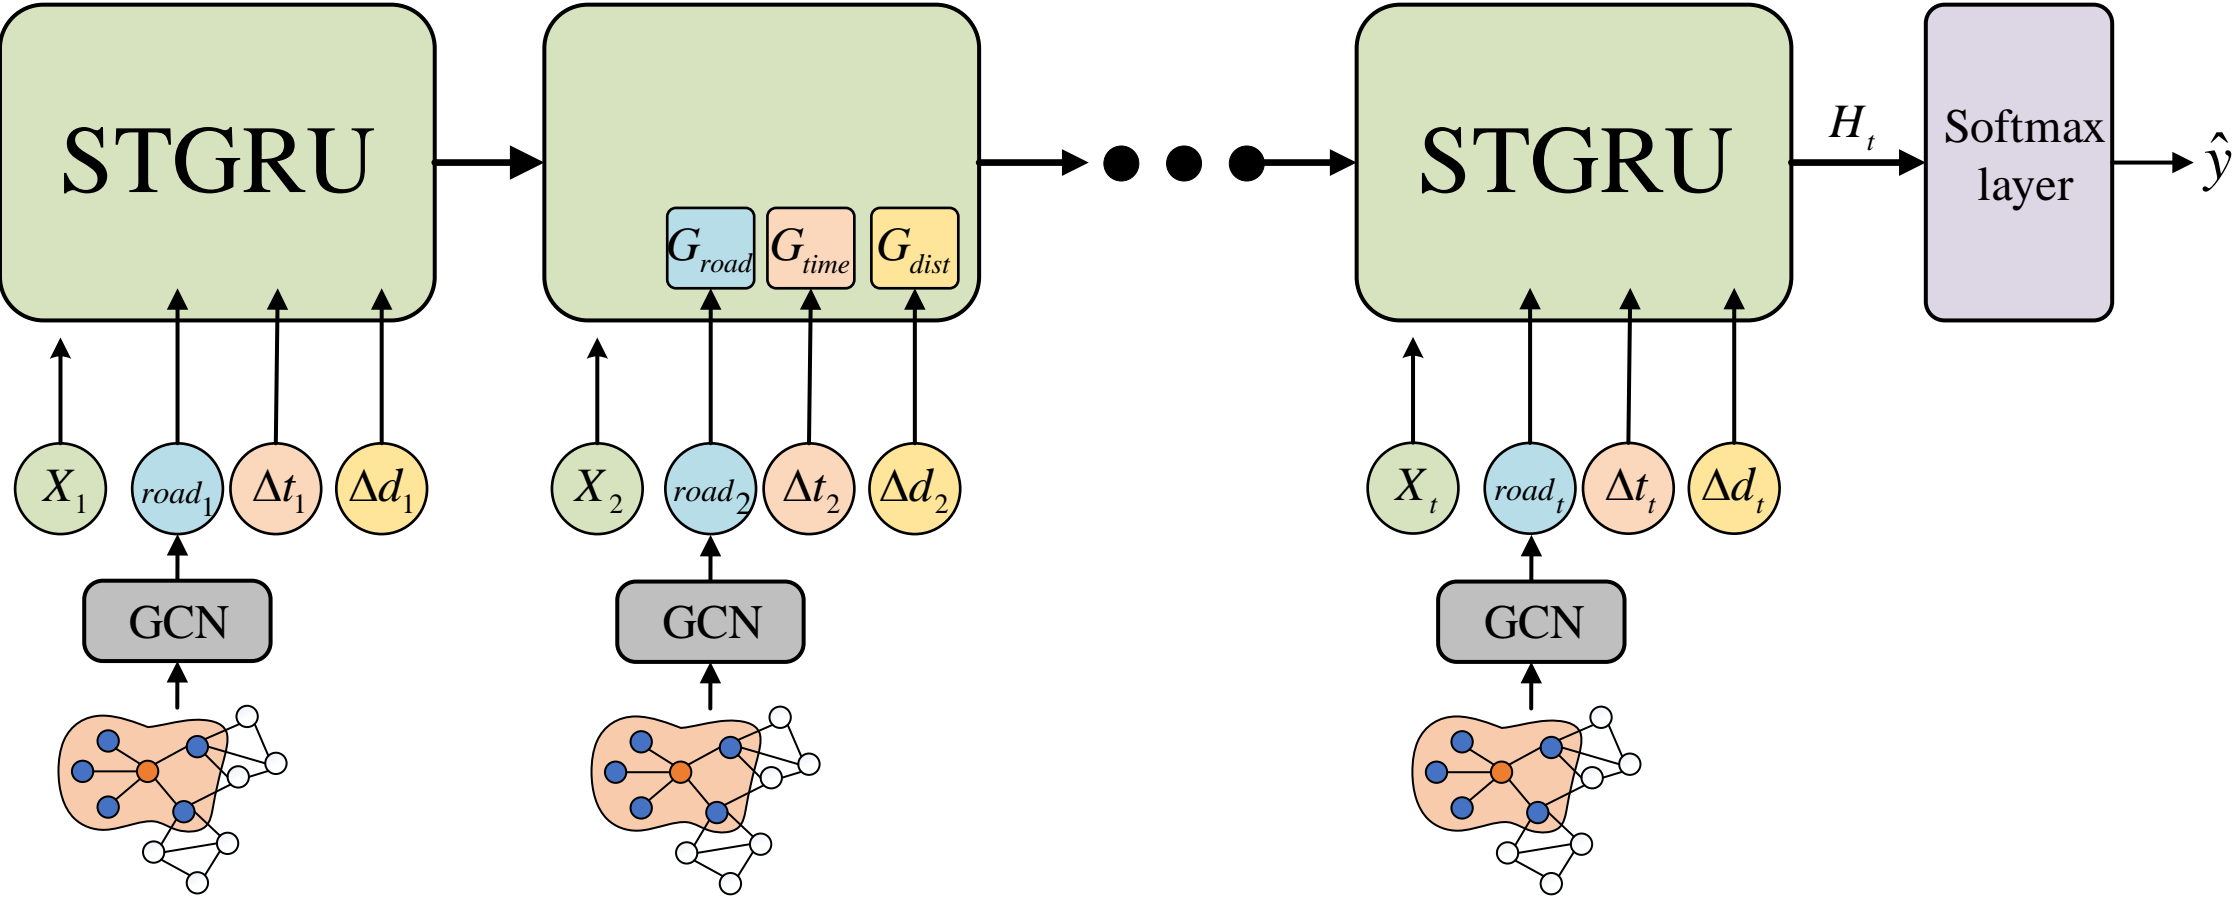 STGRU
STGRU
H_t
Softmax
layer
ŷ
G_road G_time G_dist
X_1 road_1 Δt_1 Δd_1
X_2 road_2 Δt_2 Δd_2
X_t road_t Δt_t Δd_t
GCN
GCN
GCN